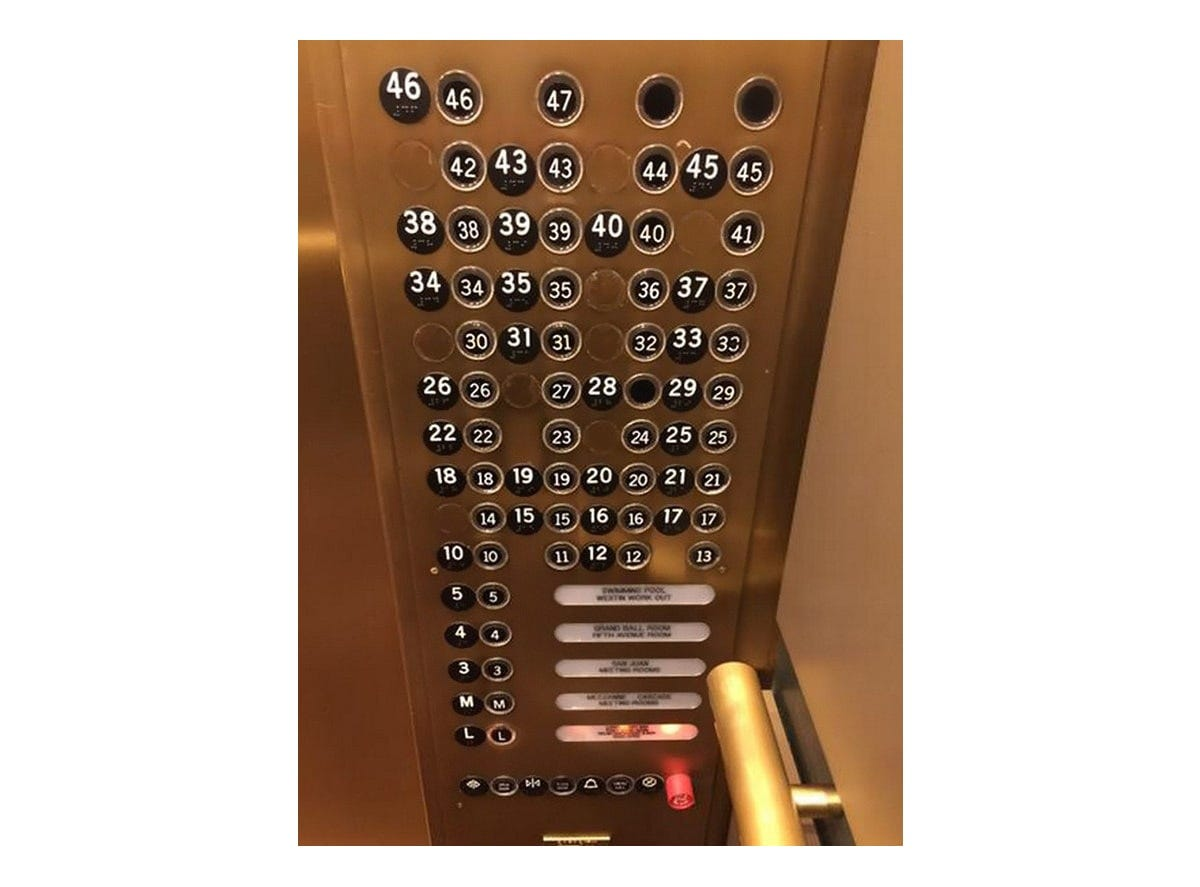 46 46 47
42 43 43 44 45 45
38 38 39 39 40 40 41
34 34 35 35 36 37 37
30 31 31 32 33 33
26 26 27 28 29 29
22 22 23 24 25 25
18 18 19 19 20 20 21 21
14 15 15 16 16 17 17
10 10 11 12 12 13
5 5 SWIMMING POOL
WESTIN WORK OUT
4 4 GRAND BALL ROOM
FIFTH AVENUE ROOM
3 3 SAN JUAN
MEETING ROOMS
M M MEZZANINE CASCADE
MEETING ROOMS
L L